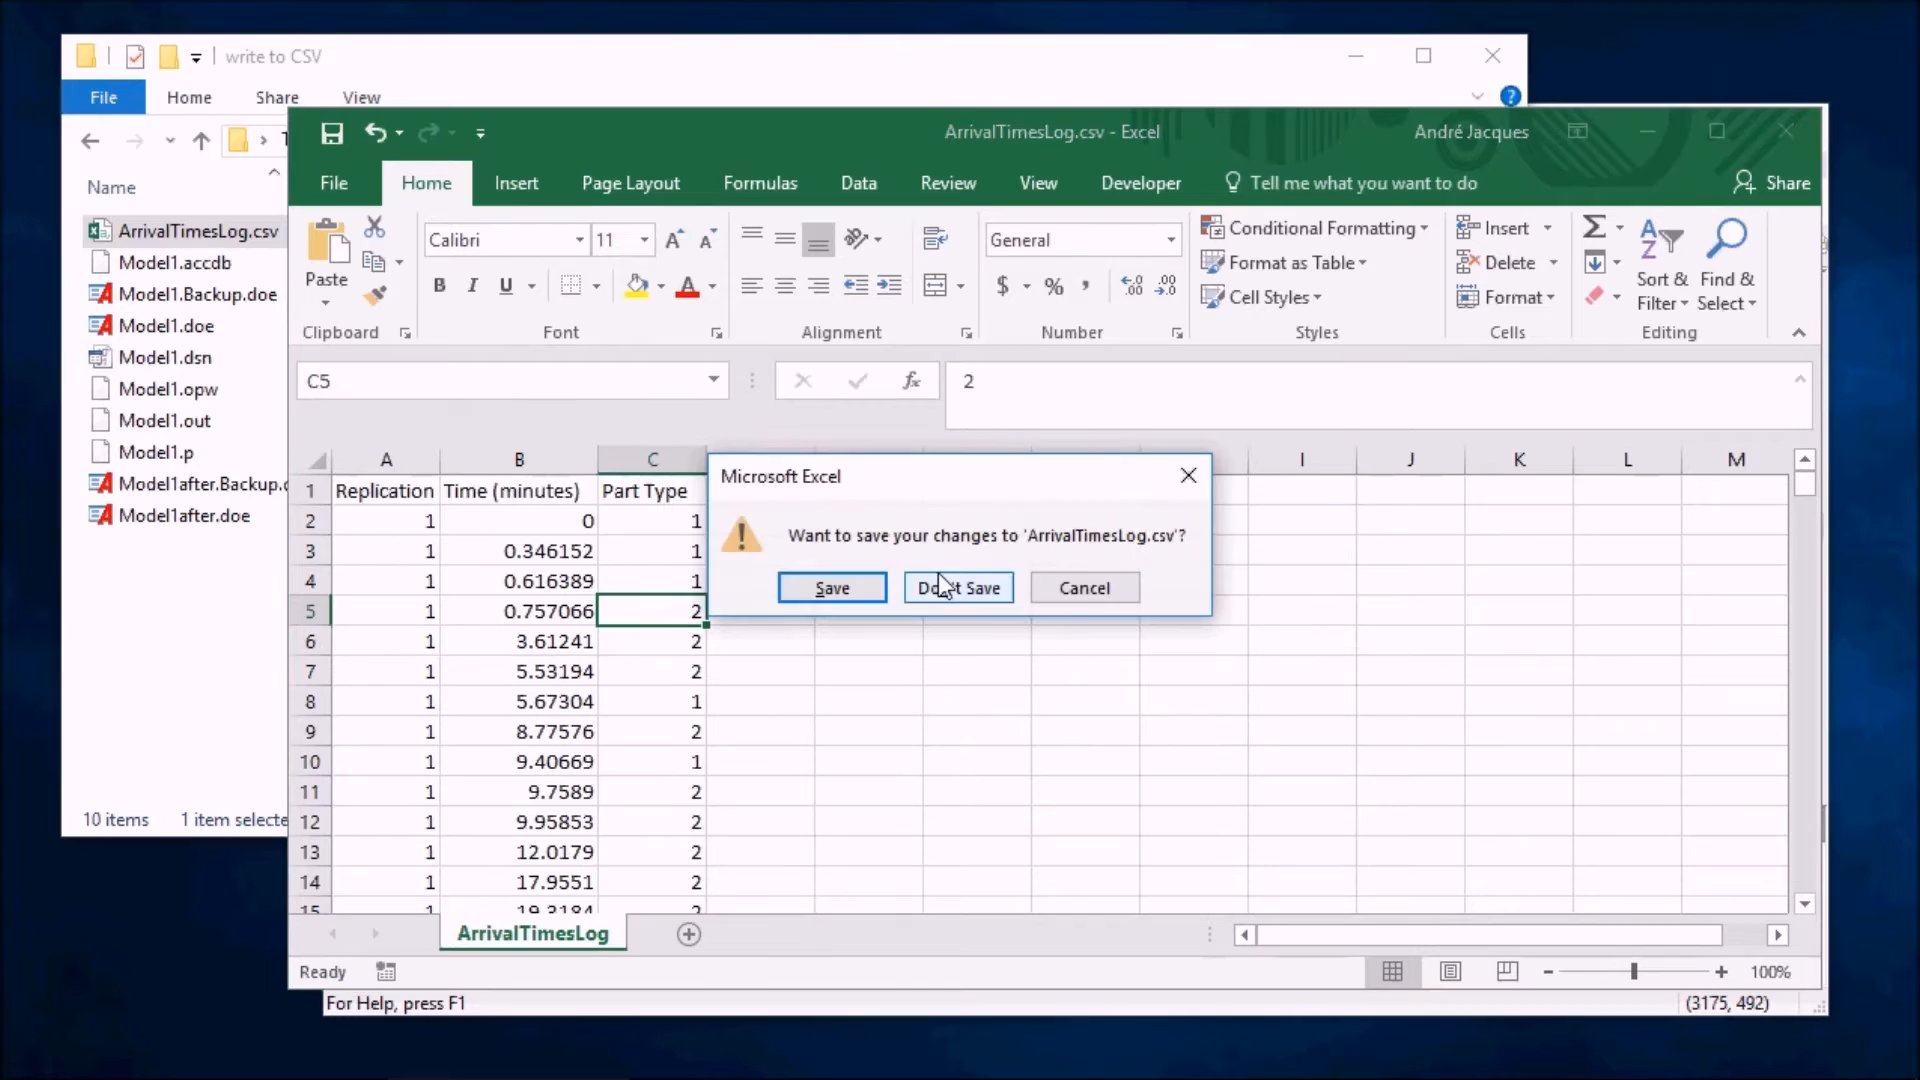 write to CSV
File Home Share View
?
Name
ArrivalTimesLog.csv
Model1.accdb
Model1.Backup.doe
Model1.doe
Model1.dsn
Model1.opw
Model1.out
Model1.p
Model1after.Backup.
Model1after.doe
10 items 1 item selecte
ArrivalTimesLog.csv - Excel André Jacques
File Home Insert Page Layout Formulas Data Review View Developer Tell me what you want to do Share
Paste
Clipboard
Calibri 11
B I U
Font
Alignment
General
$ % , .00
Number
Conditional Formatting
Format as Table
Cell Styles
Styles
Insert
Delete
Format
Cells
Sort & Filter
Find & Select
Editing
C5 fx 2
A B C I J K L M
1 Replication Time (minutes) Part Type
2 1 0 1
3 1 0.346152 1
4 1 0.616389 1
5 1 0.757066 2
6 1 3.61241 2
7 1 5.53194 2
8 1 5.67304 1
9 1 8.77576 2
10 1 9.40669 1
11 1 9.7589 2
12 1 9.95853 2
13 1 12.0179 2
14 1 17.9551 2
15 1 19.3184 2
Microsoft Excel
Want to save your changes to 'ArrivalTimesLog.csv'?
Save Don't Save Cancel
ArrivalTimesLog
Ready 100%
For Help, press F1 (3175, 492)